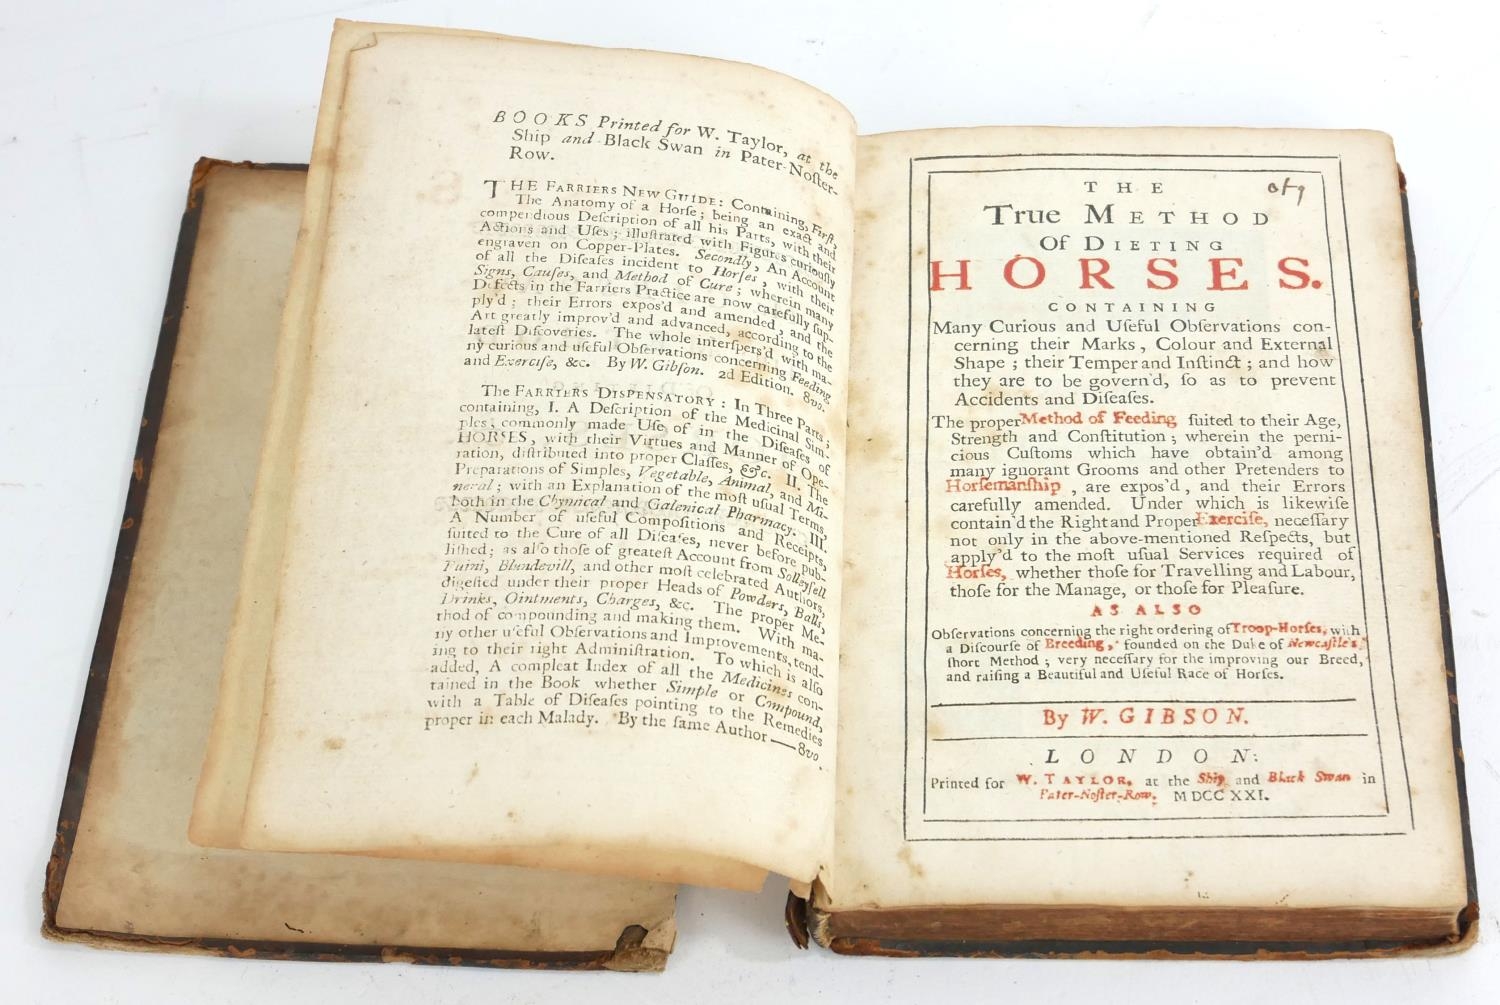 BOOKS Printed for W. Taylor, at the
Ship and Black Swan in Pater-Noſter-
Row.
THE FARRIERS NEW GUIDE: Containing, Firſt,
The Anatomy of a Horſe; being an exact and
compendious Deſcription of all his Parts, with their
Actions and Uſes; illuſtrated with Figures curiouſly
engraven on Copper-Plates. Secondly, An Account
of all the Diſeaſes incident to Horſes, with their
Signs, Cauſes, and Method of Cure; wherein many
Defects in the Farriers Practice are now carefully ſup-
ply'd; their Errors expos'd and amended, and the
Art greatly improv'd and advanced, according to the
lateſt Diſcoveries. The whole interſpers'd with ma-
ny curious and uſeful Obſervations concerning Feeding
and Exerciſe, &c. By W. Gibſon. 2d Edition. 8vo.
The FARRIERS DISPENSATORY: In Three Parts;
containing, I. A Deſcription of the Medicinal Sim-
ples, commonly made Uſe of in the Diſeaſes of
HORSES, with their Virtues and Manner of Ope-
ration, diſtributed into proper Claſſes, &c. II. The
Preparations of Simples, Vegetable, Animal, and Mi-
neral; with an Explanation of the moſt uſual Terms,
both in the Chymical and Galenical Pharmacy. III.
A Number of uſeful Compoſitions and Receipts,
ſuited to the Cure of all Diſeaſes, never before pub-
liſhed; as alſo thoſe of greateſt Account from Solleyſell
Ruini, Blundevill, and other moſt celebrated Authors,
digeſted under their proper Heads of Powders, Balls,
Drinks, Ointments, Charges, &c. The proper Me-
thod of compounding and making them. With ma-
ny other uſeful Obſervations and Improvements, tend-
ing to their right Adminiſtration. To which is alſo
added, A compleat Index of all the Medicines con-
tained in the Book whether Simple or Compound,
with a Table of Diſeaſes pointing to the Remedies
proper in each Malady. By the ſame Author — 8vo
THE
True METHOD
Of DIETING
HORSES.
CONTAINING
Many Curious and Uſeful Obſervations con-
cerning their Marks, Colour and External
Shape; their Temper and Inſtinct; and how
they are to be govern'd, ſo as to prevent
Accidents and Diſeaſes.
The proper Method of Feeding ſuited to their Age,
Strength and Conſtitution; wherein the perni-
cious Cuſtoms which have obtain'd among
many ignorant Grooms and other Pretenders to
Horſemanſhip, are expos'd, and their Errors
carefully amended. Under which is likewiſe
contain'd the Right and Proper Exerciſe, neceſſary
not only in the above-mentioned Reſpects, but
apply'd to the moſt uſual Services required of
Horſes, whether thoſe for Travelling and Labour,
thoſe for the Manage, or thoſe for Pleaſure.
AS ALSO
Obſervations concerning the right ordering of Troop-Horſes, with
a Diſcourſe of Breeding, founded on the Duke of Newcaſtle's
ſhort Method; very neceſſary for the improving our Breed,
and raiſing a Beautiful and Uſeful Race of Horſes.
By W. GIBSON.
LONDON:
Printed for W. TAYLOR, at the Ship and Black Swan in
Pater-Noſter-Row. MDCC XXI.